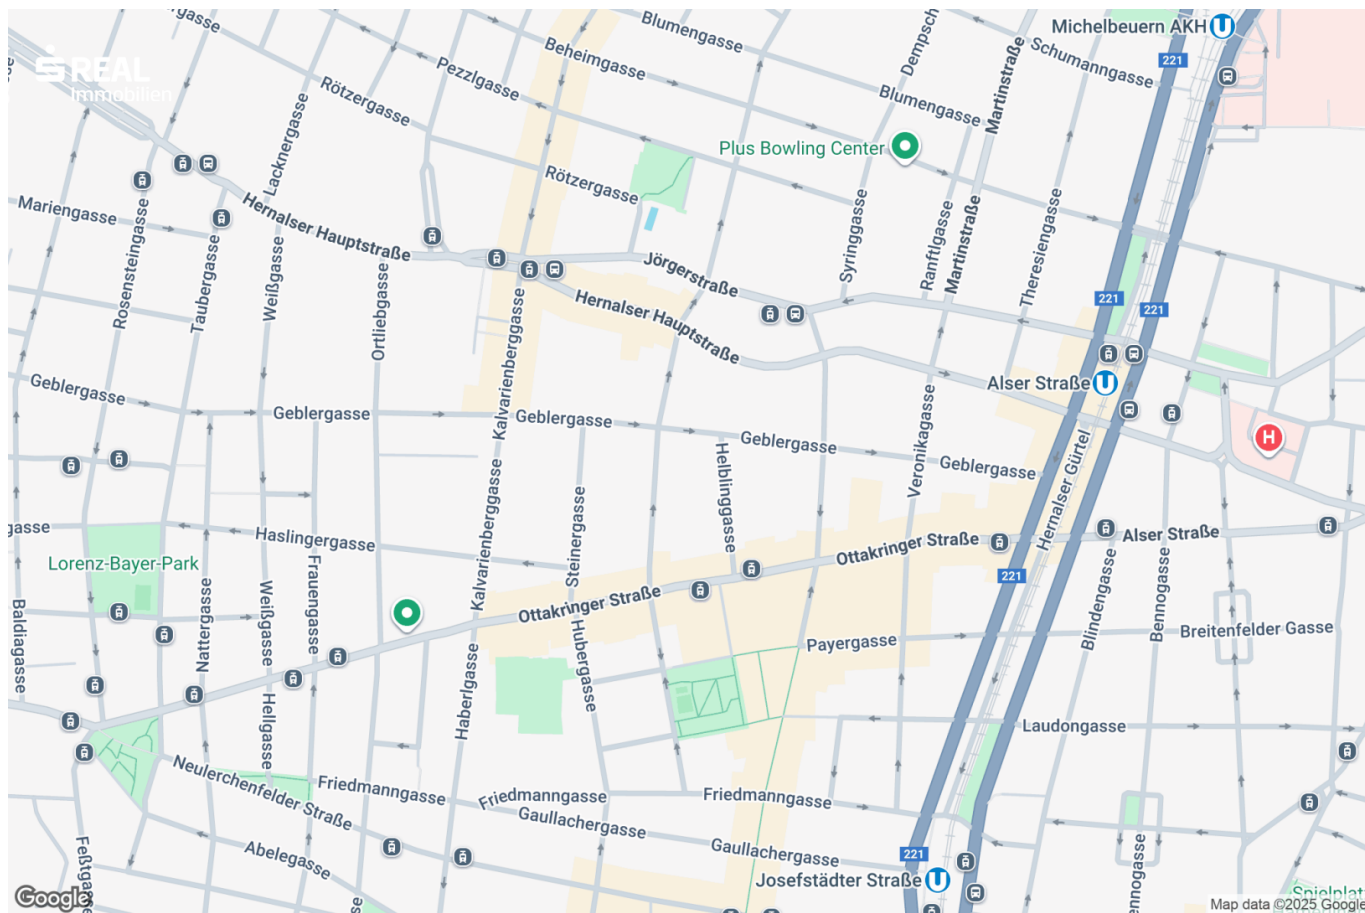 REAL
Immobilien
Michelbeuern AKH
Blumengasse
Dempsch
Schumanngasse
221
Beheimgasse
Pezzlgasse
Martinstraße
Blumengasse
Rötzergasse
Lacknergasse
Plus Bowling Center
Rötzergasse
Mariengasse
Hernalser Hauptstraße
Rosensteingasse
Taubergasse
Weißgasse
Ortliebgasse
Jörgerstraße
Syringgasse
Ranftlgasse
Martinstraße
Theresiengasse
221
221
Hernalser Hauptstraße
Kalvarienberggasse
Alser Straße
Geblergasse
Geblergasse
Geblergasse
Geblergasse
Geblergasse
Veronikagasse
Helblinggasse
Hernalser Gürtel
H
gasse
Haslingergasse
Steinergasse
Kalvarienberggasse
Ottakringer Straße
Alser Straße
Lorenz-Bayer-Park
Frauengasse
221
Ottakringer Straße
Baldiagasse
Nattergasse
Weißgasse
Hubergasse
Payergasse
Blindengasse
Bennogasse
Breitenfelder Gasse
Haberlgasse
Hellgasse
Laudongasse
Neulerchenfelder Straße
Friedmanngasse
Friedmanngasse
Friedmanngasse
Gaullachergasse
Gaullachergasse
Feßtgasse
Abelegasse
221
Josefstädter Straße
ennogasse
Spielplat
Google
Map data ©2025 Google